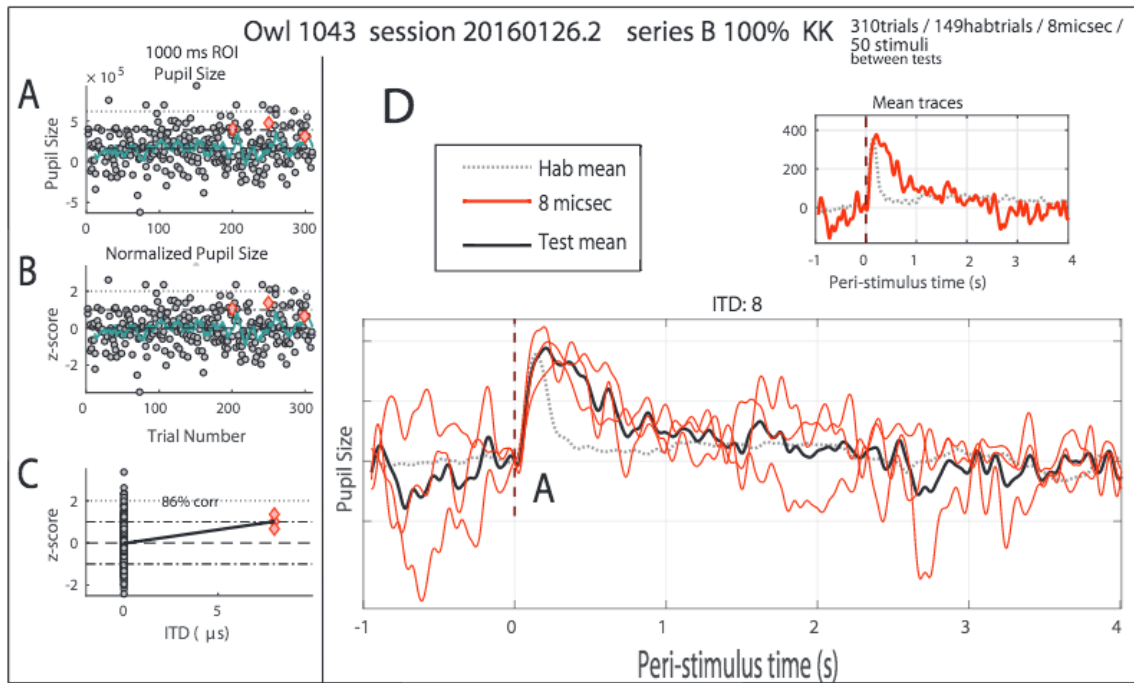 Owl 1043 session 20160126.2 series B 100% KK
310trials / 149habtrials / 8micsec /
50 stimuli
between tests
A
1000 ms ROI
Pupil Size
× 10 5
5
0
-5
Pupil Size
0 100 200 300
B
Normalized Pupil Size
2
0
-2
z-score
0 100 200 300
Trial Number
C
86% corr
2
0
-2
z-score
0 5
ITD ( μs)
D
Hab mean
8 micsec
Test mean
Mean traces
400
200
0
-1 0 1 2 3 4
Peri-stimulus time (s)
ITD: 8
Pupil Size
A
-1 0 1 2 3 4
Peri-stimulus time (s)